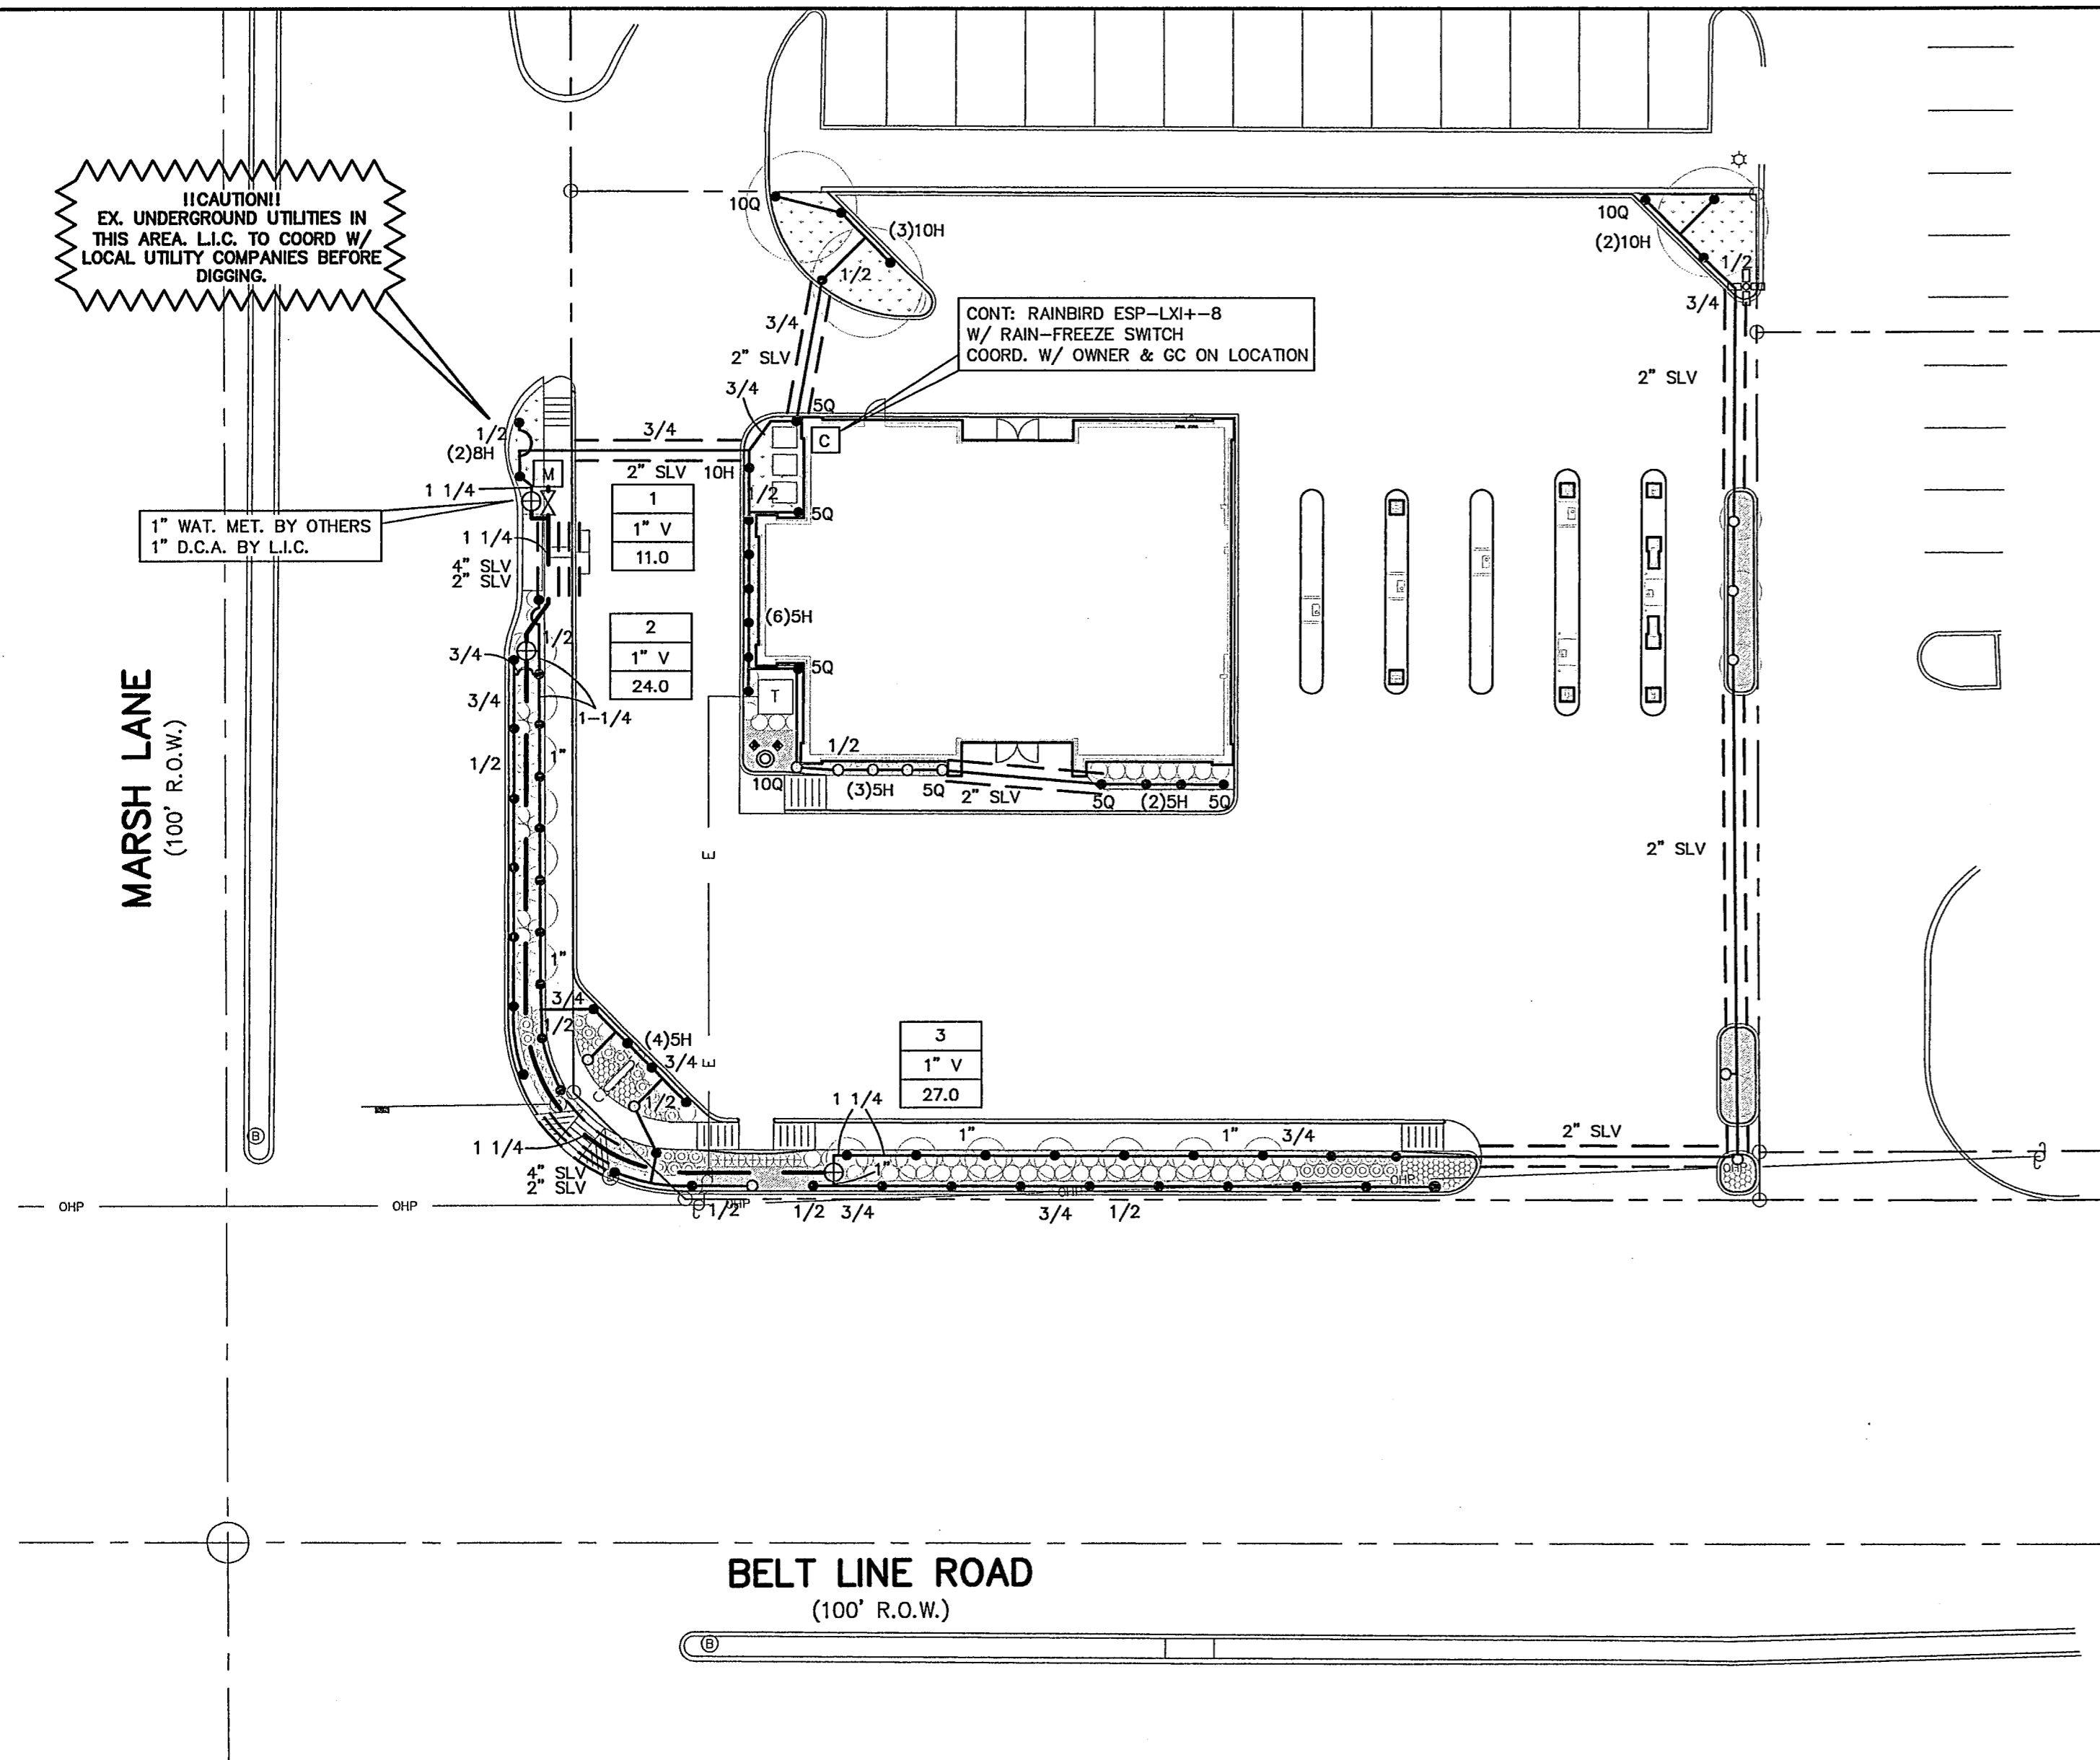 !!CAUTION!!
EX. UNDERGROUND UTILITIES IN
THIS AREA. L.I.C. TO COORD W/
LOCAL UTILITY COMPANIES BEFORE
DIGGING.
10Q
(3)10H
1/2
3/4
2" SLV
3/4
10Q
(2)10H
1/2
3/4
2" SLV
CONT: RAINBIRD ESP-LXI+-8
W/ RAIN-FREEZE SWITCH
COORD. W/ OWNER & GC ON LOCATION
5Q
C
1/2
(2)8H
3/4
2" SLV
10H
M
1 1/4
1/2
5Q
1" WAT. MET. BY OTHERS
1" D.C.A. BY L.I.C.
1
1" V
11.0
1 1/4
4" SLV
2" SLV
2
1" V
24.0
(6)5H
5Q
T
1/2
3/4
3/4
1-1/4
1/2
1"
1/2
10Q
(3)5H
5Q
2" SLV
5Q
(2)5H
5Q
MARSH LANE
(100' R.O.W.)
E
2" SLV
1"
3/4
1/2
(4)5H
3/4
E
1/2
3
1" V
27.0
1 1/4
1"
1"
3/4
2" SLV
1 1/4
4" SLV
2" SLV
1"
OHP
OHP
OHP
OHP
OHP
OHP
1/2
1/2
3/4
3/4
1/2
B
BELT LINE ROAD
(100' R.O.W.)
B